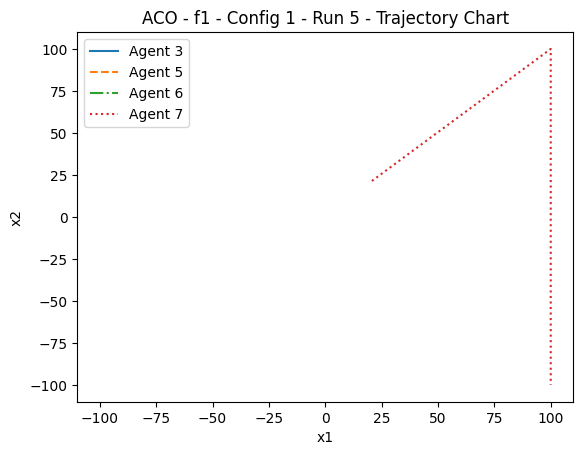 ACO - f1 - Config 1 - Run 5 - Trajectory Chart
Agent 3
Agent 5
Agent 6
Agent 7
100
75
50
25
0
−25
−50
−75
−100
x2
−100
−75
−50
−25
0
25
50
75
100
x1